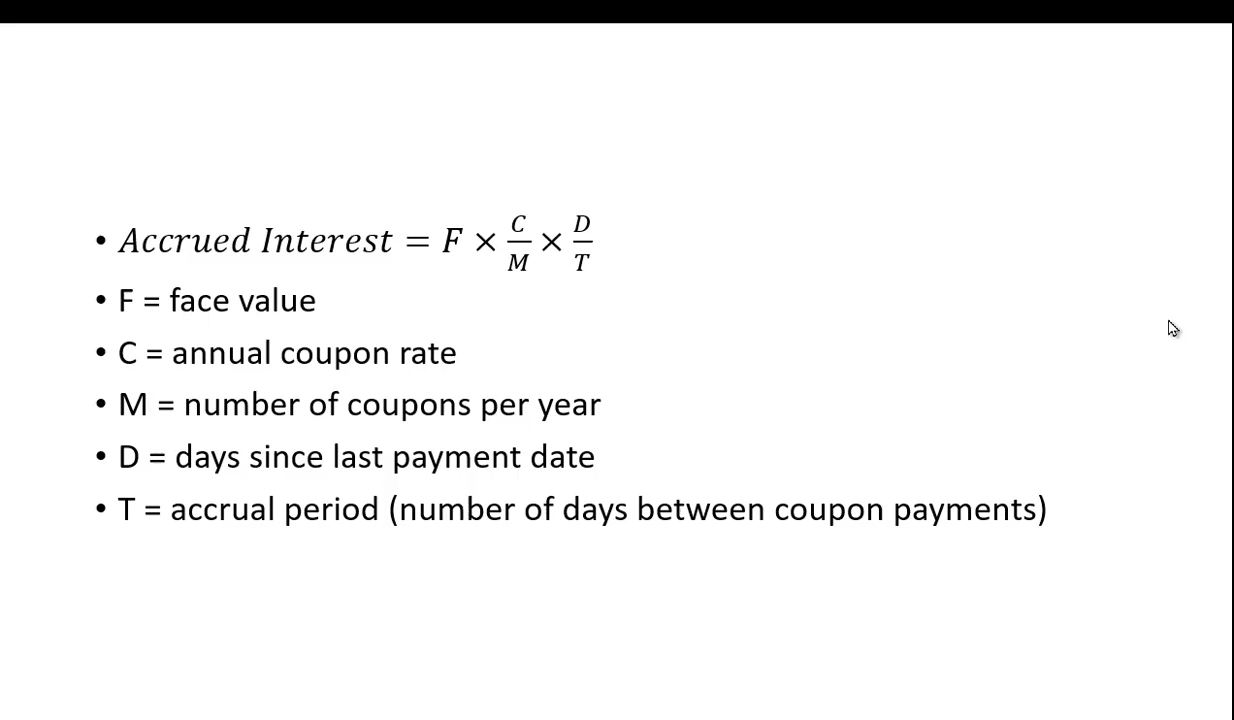 • Accrued Interest = F × C/M × D/T
• F = face value
• C = annual coupon rate
• M = number of coupons per year
• D = days since last payment date
• T = accrual period (number of days between coupon payments)